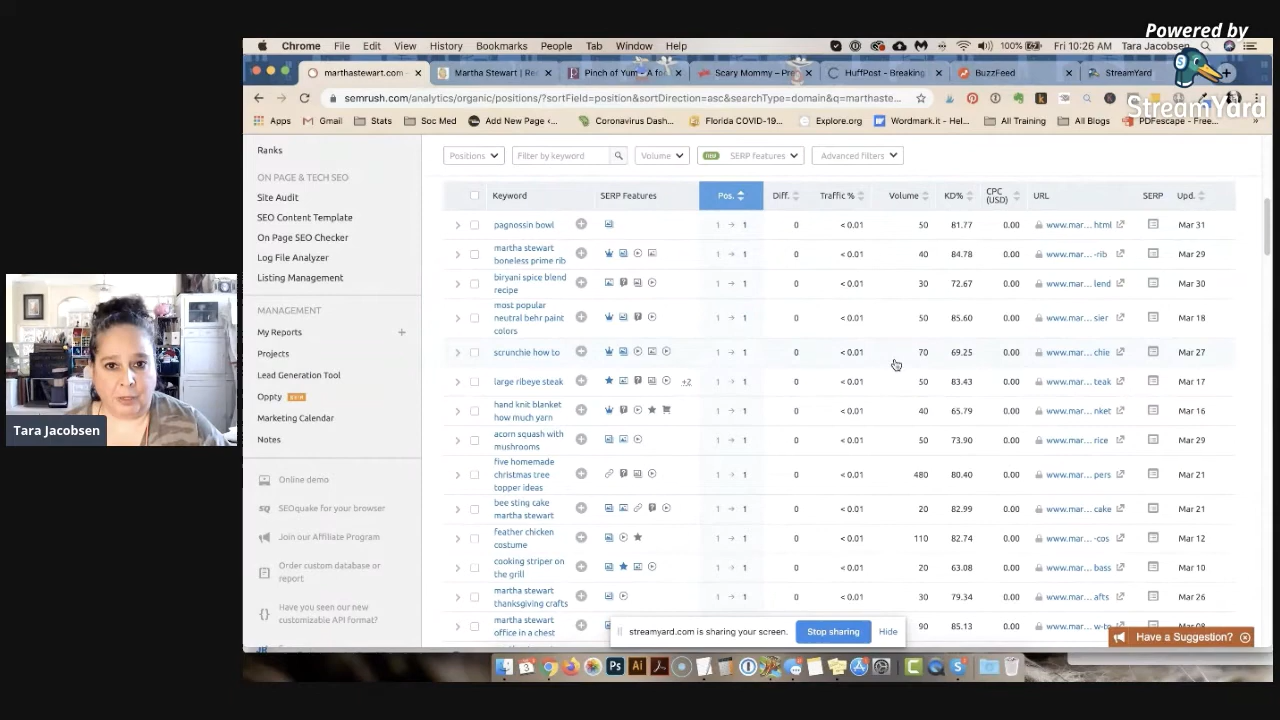 Powered by
StreamYard
Chrome File Edit View History Bookmarks People Tab Window Help
100% Fri 10:26 AM Tara Jacobsen
marthastewart.com -
Martha Stewart | Re
Pinch of Yum - A fo
Scary Mommy - Pr
HuffPost - Breaking
BuzzFeed
StreamYard
semrush.com/analytics/organic/positions/?sortField=position&sortDirection=asc&searchType=domain&q=marthaste...
Apps Gmail Stats Soc Med Add New Page ‹... Coronavirus Dash... Florida COVID-19... Explore.org Wordmark.it - Hel... All Training All Blogs PDFescape - Free... »
Ranks
ON PAGE & TECH SEO
Site Audit
SEO Content Template
On Page SEO Checker
Log File Analyzer
Listing Management
MANAGEMENT
My Reports +
Projects
Lead Generation Tool
Oppty
Marketing Calendar
Notes
Online demo
SEOquake for your browser
Join our Affiliate Program
Order custom database or
report
Have you seen our new
customizable API format?
Positions Filter by keyword Volume NEW SERP features Advanced filters
Keyword SERP Features Pos. Diff. Traffic % Volume KD% CPC (USD) URL SERP Upd.
pagnossin bowl 1 → 1 0 < 0.01 50 81.77 0.00 www.mar... html Mar 31
martha stewart
boneless prime rib 1 → 1 0 < 0.01 40 84.78 0.00 www.mar... -rib Mar 29
biryani spice blend
recipe 1 → 1 0 < 0.01 30 72.67 0.00 www.mar... lend Mar 30
most popular
neutral behr paint 1 → 1 0 < 0.01 50 85.60 0.00 www.mar... sier Mar 18
colors
scrunchie how to 1 → 1 0 < 0.01 70 69.25 0.00 www.mar... chie Mar 27
large ribeye steak +2 1 → 1 0 < 0.01 50 83.43 0.00 www.mar... teak Mar 17
hand knit blanket
how much yarn 1 → 1 0 < 0.01 40 65.79 0.00 www.mar... nket Mar 16
acorn squash with
mushrooms 1 → 1 0 < 0.01 50 73.90 0.00 www.mar... rice Mar 29
five homemade
christmas tree 1 → 1 0 < 0.01 480 80.40 0.00 www.mar... pers Mar 21
topper ideas
bee sting cake
martha stewart 1 → 1 0 < 0.01 20 82.99 0.00 www.mar... cake Mar 21
feather chicken
costume 1 → 1 0 < 0.01 110 82.74 0.00 www.mar... -cos Mar 12
cooking striper on
the grill 1 → 1 0 < 0.01 20 63.08 0.00 www.mar... bass Mar 10
martha stewart
thanksgiving crafts 1 → 1 0 < 0.01 30 79.34 0.00 www.mar... afts Mar 26
martha stewart
office in a chest 90 85.13 0.00 www.mar... w-to Mar 08
streamyard.com is sharing your screen. Stop sharing Hide
Have a Suggestion?
Tara Jacobsen